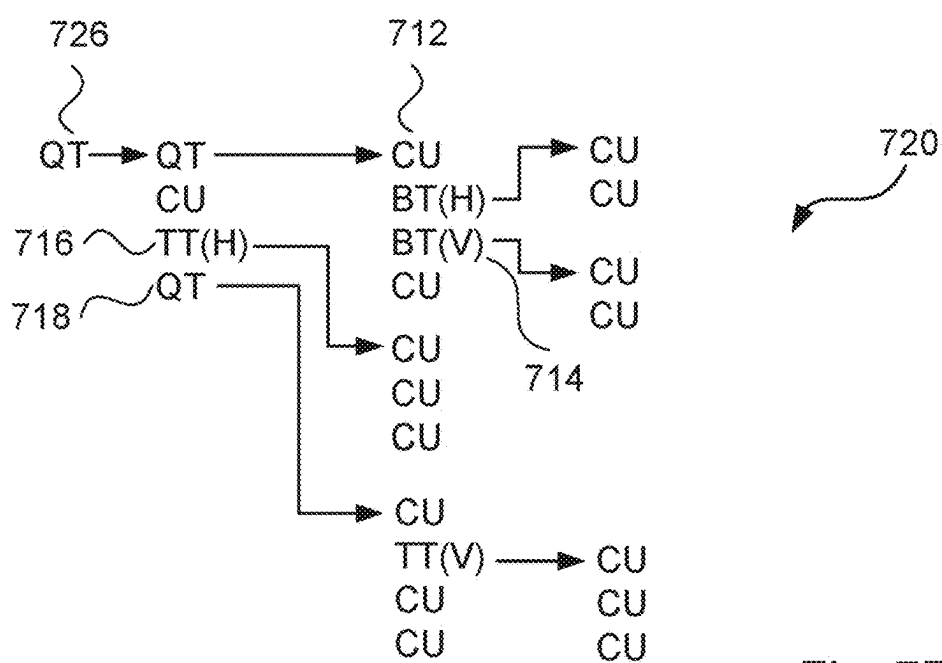 726 712
QT QT CU CU 720
CU BT(H) CU
716 TT(H) BT(V) CU
718 QT CU CU
CU 714
CU
CU
CU
TT(V) CU
CU CU
CU CU